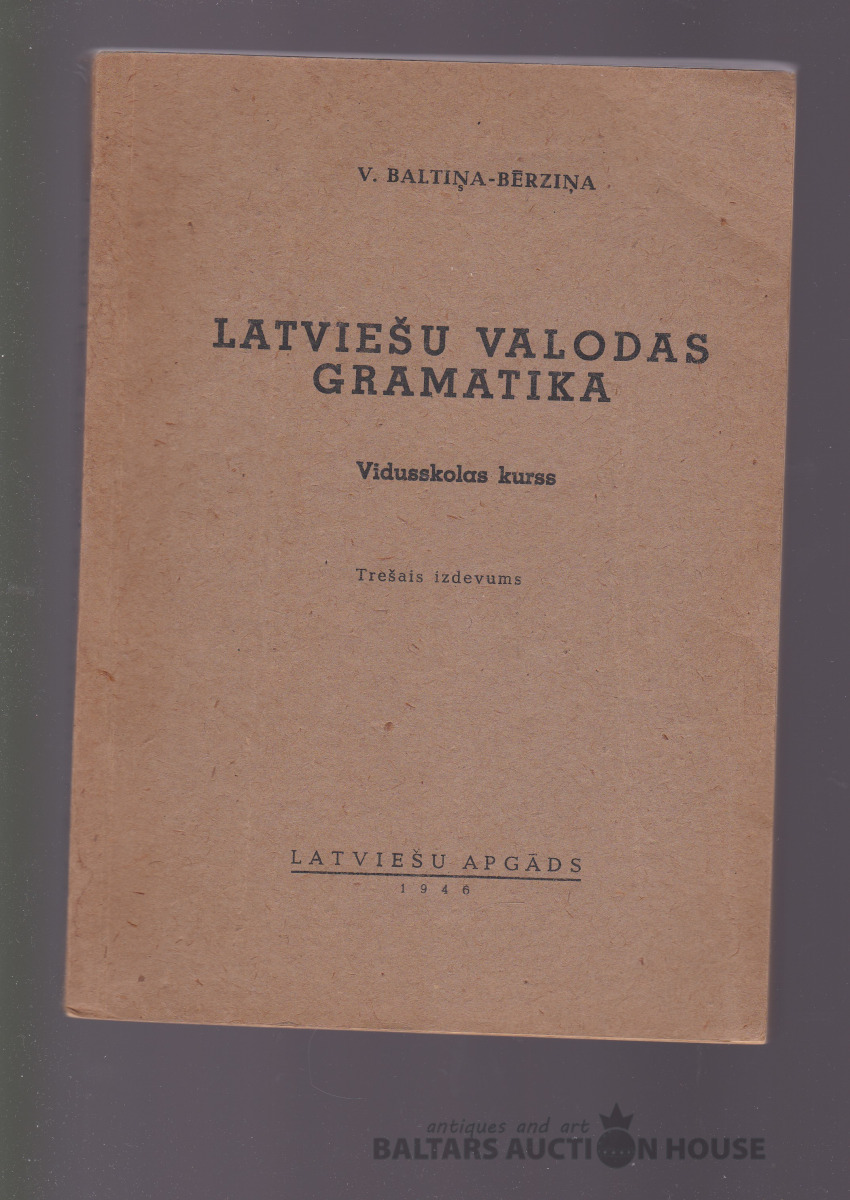 V. BALTIŅA-BĒRZIŅA
LATVIEŠU VALODAS
GRAMATIKA
Vidusskolas kurss
Trešais izdevums
LATVIEŠU APGĀDS
1946
antiques and art
BALTARS AUCTION HOUSE